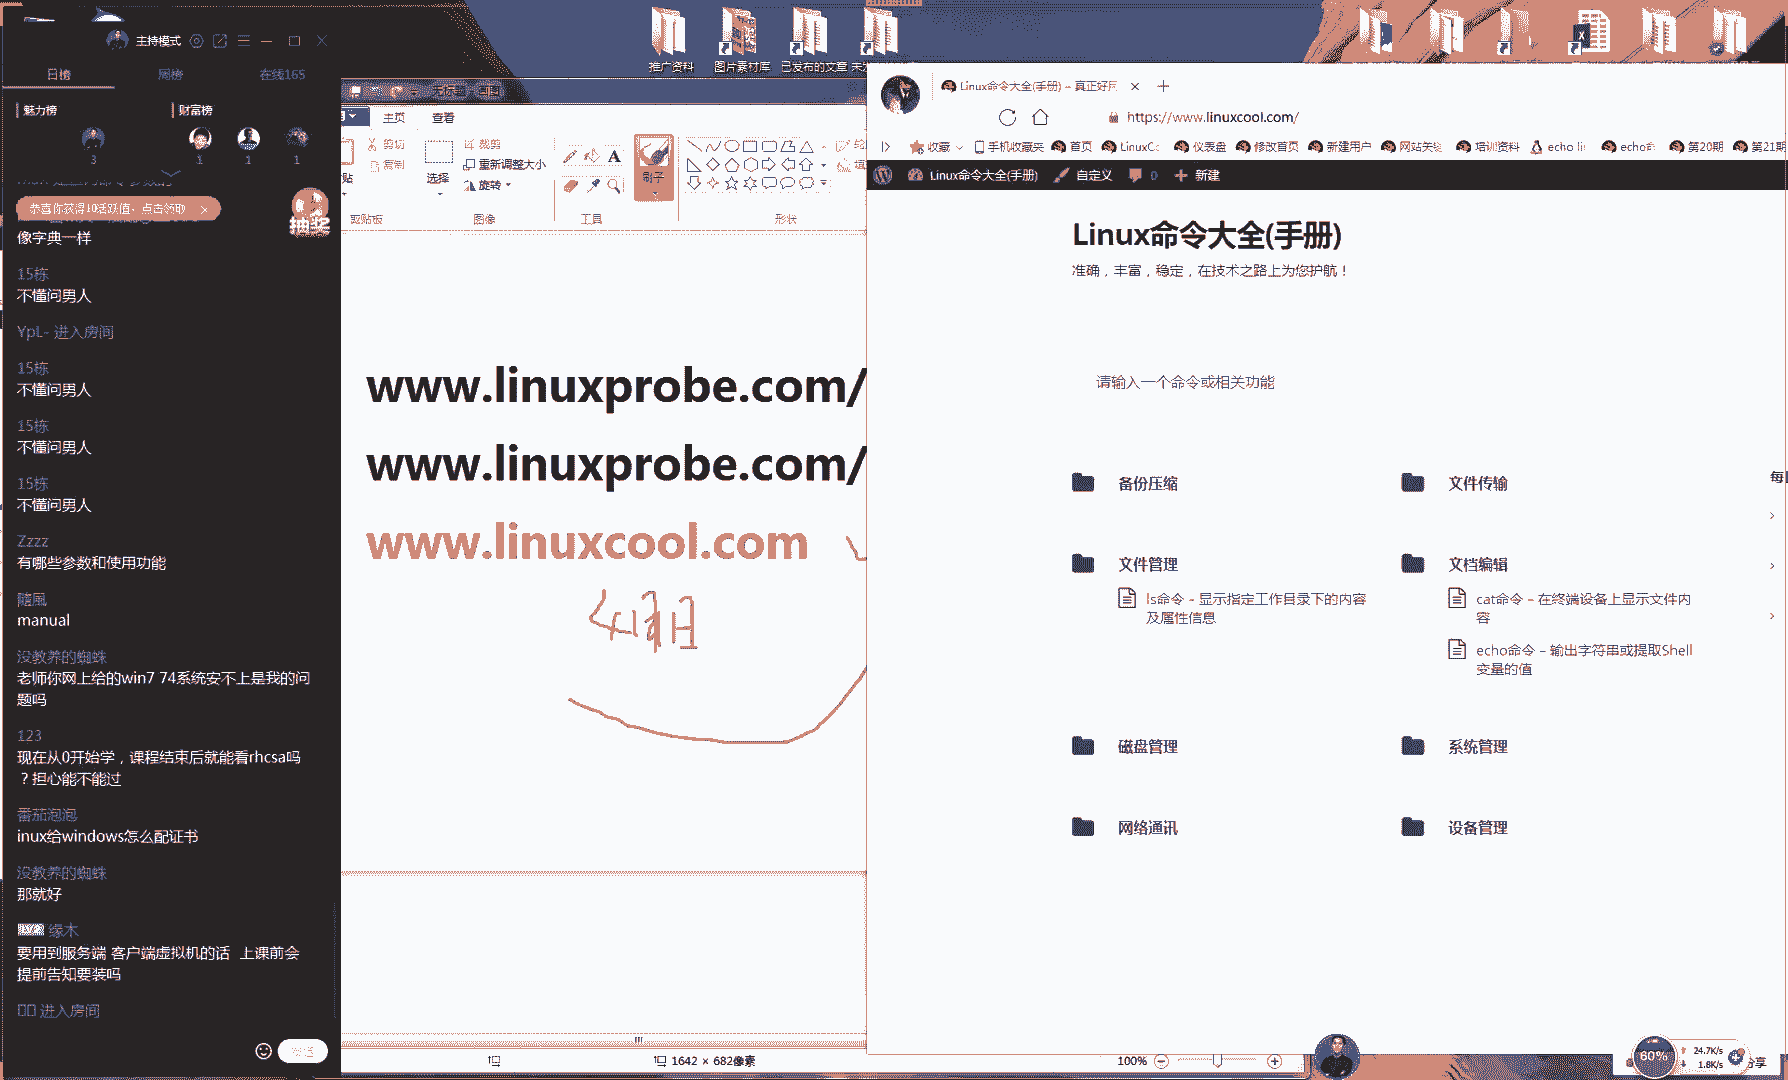 主持模式
日榜 周榜 在线165
魅力榜 财富榜
3 1 1 1
恭喜你获得10活跃值，点击领取
抽奖
像字典一样
15栋
不懂问男人
YpL- 进入房间
15栋
不懂问男人
15栋
不懂问男人
15栋
不懂问男人
Zzzz
有哪些参数和使用功能
随風
manual
没教养的蜘蛛
老师你网上给的win7 74系统安不上是我的问
题吗
123
现在从0开始学，课程结束后就能看rhcsa吗
？担心能不能过
番茄泡泡
inux给windows怎么配证书
没教养的蜘蛛
那就好
缘木
要用到服务端 客户端虚拟机的话 上课前会
提前告知要装吗
进入房间
推广资料 图片素材库 已发布的文章
主页 查看
剪切
复制
剪贴板
选择
裁剪
重新调整大小
旋转
图像
工具
刷子
形状
www.linuxprobe.com/
www.linuxprobe.com/
www.linuxcool.com
1642 × 682像素
100%
Linux命令大全(手册) – 真正好用
https://www.linuxcool.com/
收藏 手机收藏夹 首页 LinuxC 仪表盘 修改首页 新建用户 网站关键 培训资料 echo li echo命 第20期 第21期
Linux命令大全(手册) 自定义 0 新建
Linux命令大全(手册)
准确，丰富，稳定，在技术之路上为您护航！
请输入一个命令或相关功能
备份压缩 文件传输
每日
文件管理
ls命令 – 显示指定工作目录下的内容
及属性信息
文档编辑
cat命令 – 在终端设备上显示文件内
容
echo命令 – 输出字符串或提取Shell
变量的值
磁盘管理 系统管理
网络通讯 设备管理
60%
24.7K/s
1.8K/s
分享